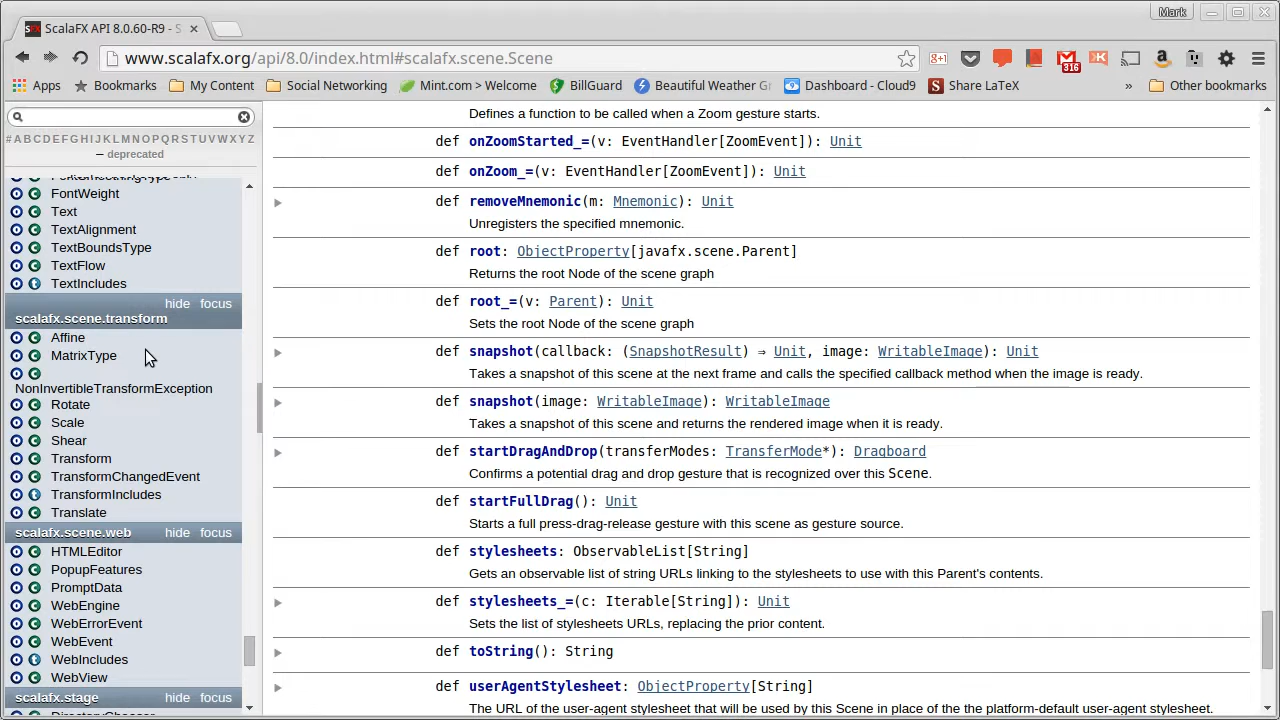 Mark
ScalaFX API 8.0.60-R9 - S
www.scalafx.org/api/8.0/index.html#scalafx.scene.Scene
316
Apps Bookmarks My Content Social Networking Mint.com > Welcome BillGuard Beautiful Weather Gr Dashboard - Cloud9 Share LaTeX » Other bookmarks
#ABCDEFGHIJKLMNOPQRSTUVWXYZ
– deprecated
FontWeight
Text
TextAlignment
TextBoundsType
TextFlow
TextIncludes
hide focus
scalafx.scene.transform
Affine
MatrixType
NonInvertibleTransformException
Rotate
Scale
Shear
Transform
TransformChangedEvent
TransformIncludes
Translate
scalafx.scene.web hide focus
HTMLEditor
PopupFeatures
PromptData
WebEngine
WebErrorEvent
WebEvent
WebIncludes
WebView
scalafx.stage hide focus
Defines a function to be called when a Zoom gesture starts.
def onZoomStarted_=(v: EventHandler[ZoomEvent]): Unit
def onZoom_=(v: EventHandler[ZoomEvent]): Unit
def removeMnemonic(m: Mnemonic): Unit
Unregisters the specified mnemonic.
def root: ObjectProperty[javafx.scene.Parent]
Returns the root Node of the scene graph
def root_=(v: Parent): Unit
Sets the root Node of the scene graph
def snapshot(callback: (SnapshotResult) ⇒ Unit, image: WritableImage): Unit
Takes a snapshot of this scene at the next frame and calls the specified callback method when the image is ready.
def snapshot(image: WritableImage): WritableImage
Takes a snapshot of this scene and returns the rendered image when it is ready.
def startDragAndDrop(transferModes: TransferMode*): Dragboard
Confirms a potential drag and drop gesture that is recognized over this Scene.
def startFullDrag(): Unit
Starts a full press-drag-release gesture with this scene as gesture source.
def stylesheets: ObservableList[String]
Gets an observable list of string URLs linking to the stylesheets to use with this Parent's contents.
def stylesheets_=(c: Iterable[String]): Unit
Sets the list of stylesheets URLs, replacing the prior content.
def toString(): String
def userAgentStylesheet: ObjectProperty[String]
The URL of the user-agent stylesheet that will be used by this Scene in place of the the platform-default user-agent stylesheet.